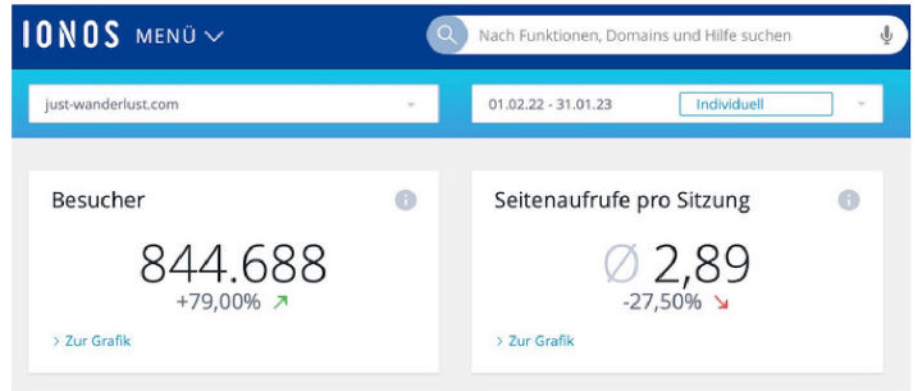 IONOS MENÜ
Nach Funktionen, Domains und Hilfe suchen
just-wanderlust.com
01.02.22 - 31.01.23 Individuell
Besucher
Seitenaufrufe pro Sitzung
844.688
Ø 2,89
+79,00%
-27,50%
> Zur Grafik
> Zur Grafik